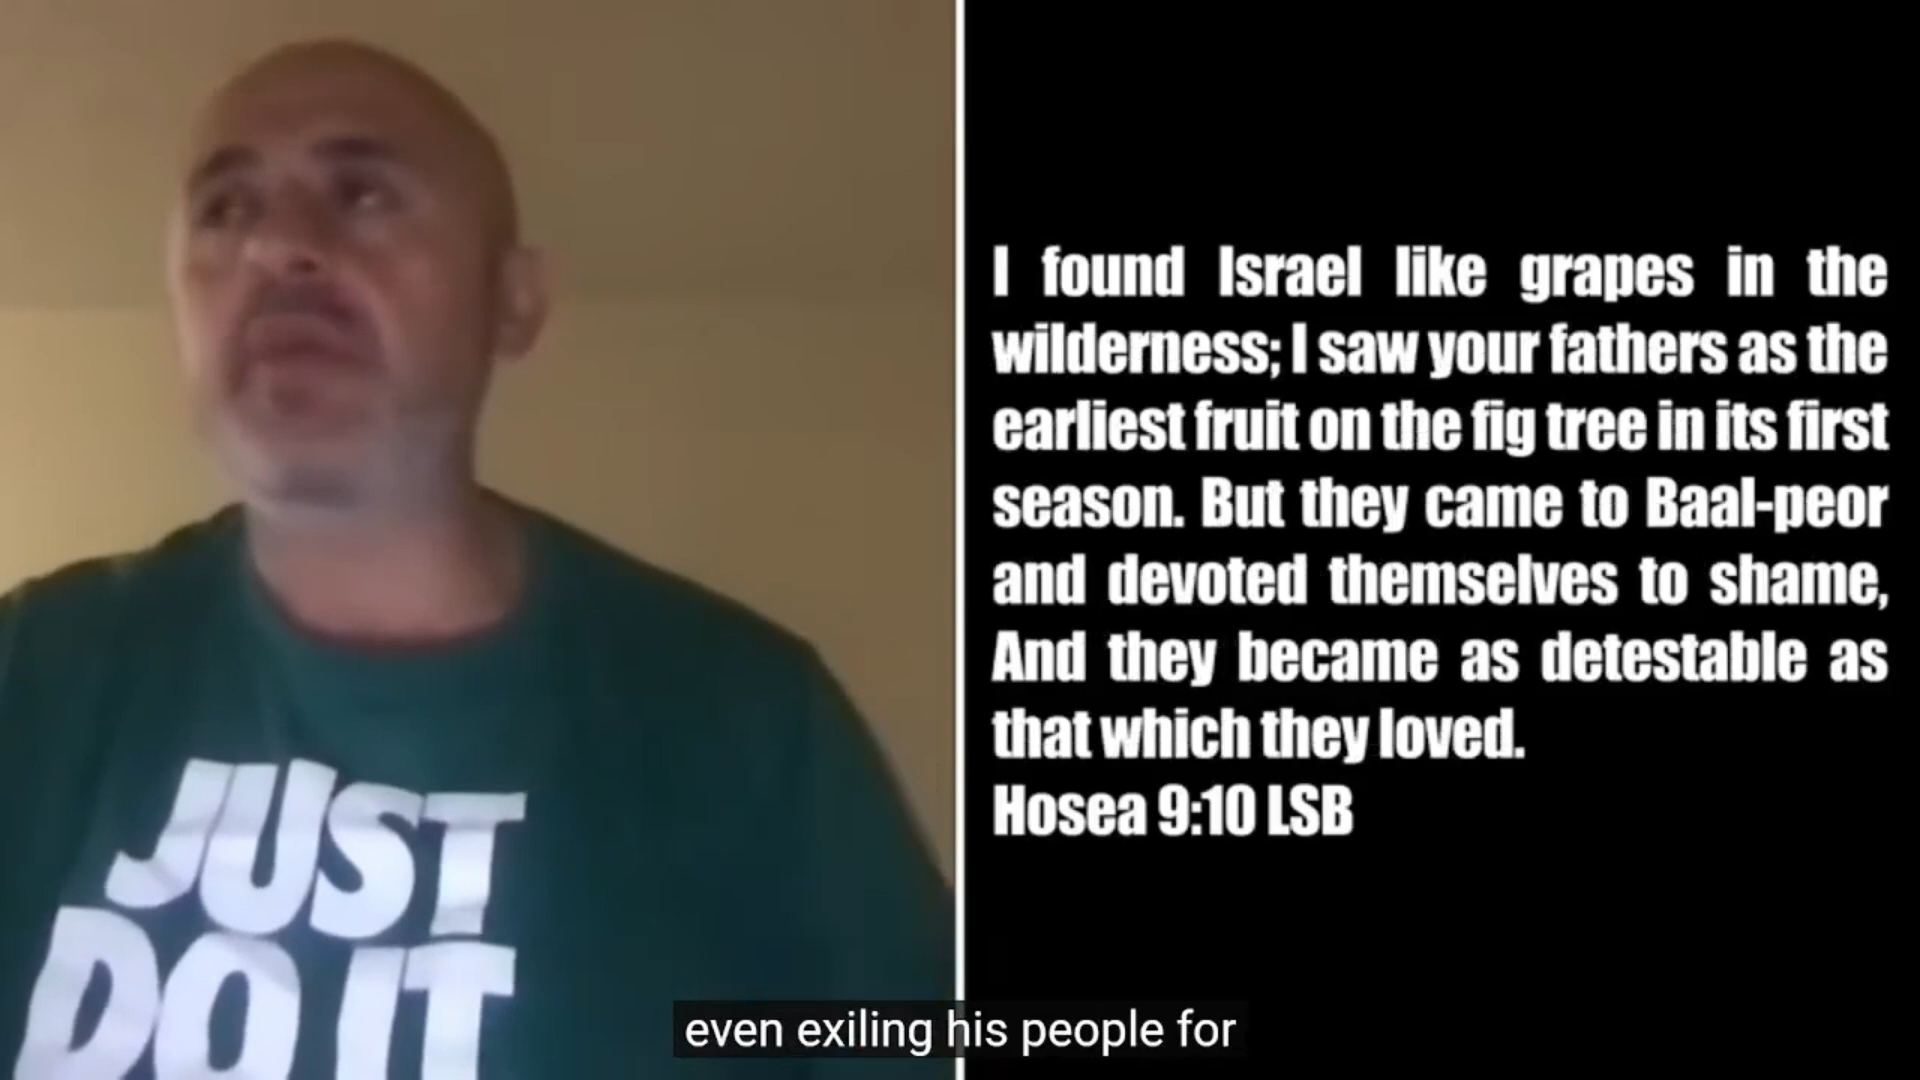 JUST
DO IT
I found Israel like grapes in the
wilderness; I saw your fathers as the
earliest fruit on the fig tree in its first
season. But they came to Baal-peor
and devoted themselves to shame,
And they became as detestable as
that which they loved.
Hosea 9:10 LSB
even exiling his people for